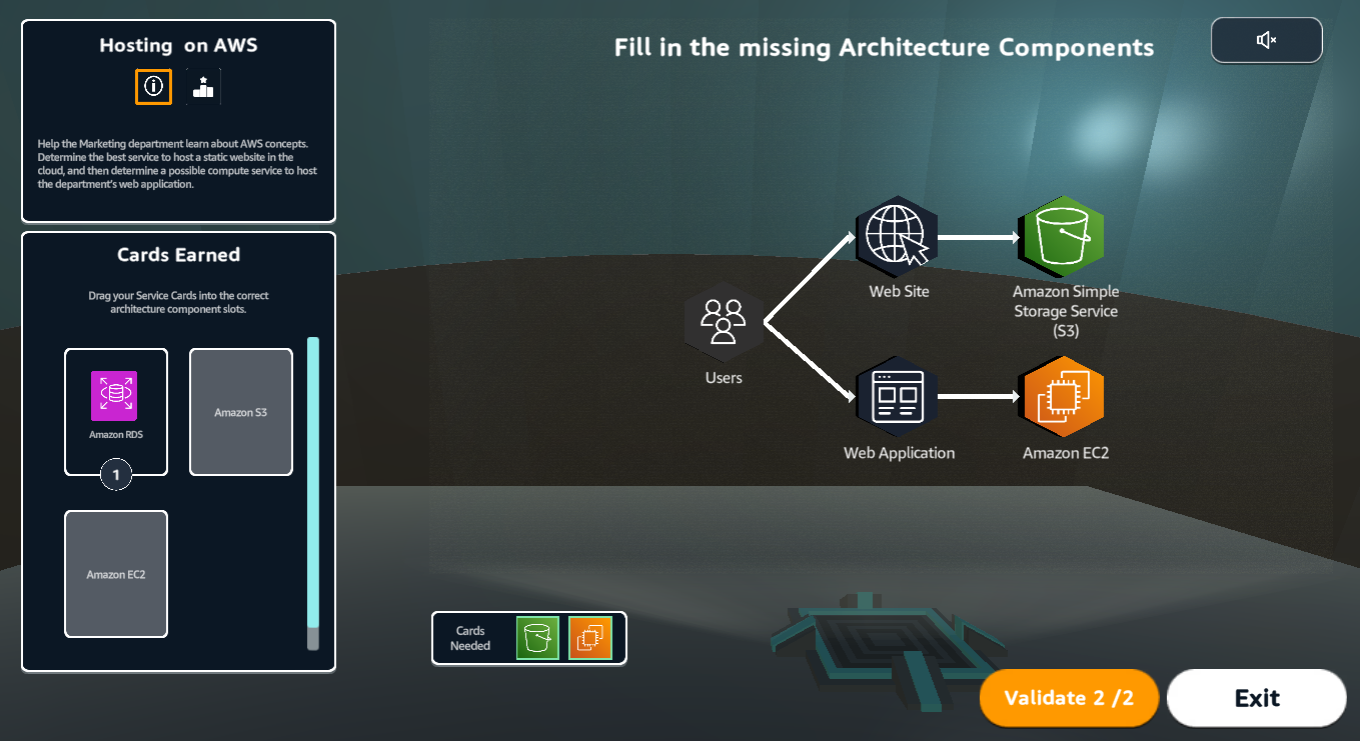 Hosting on AWS
Help the Marketing department learn about AWS concepts.
Determine the best service to host a static website in the
cloud, and then determine a possible compute service to host
the department's web application.
Cards Earned
Drag your Service Cards into the correct
architecture component slots.
Amazon RDS
1
Amazon S3
Amazon EC2
Fill in the missing Architecture Components
Users
Web Site
Amazon Simple
Storage Service
(S3)
Web Application
Amazon EC2
Cards
Needed
Validate 2 /2
Exit